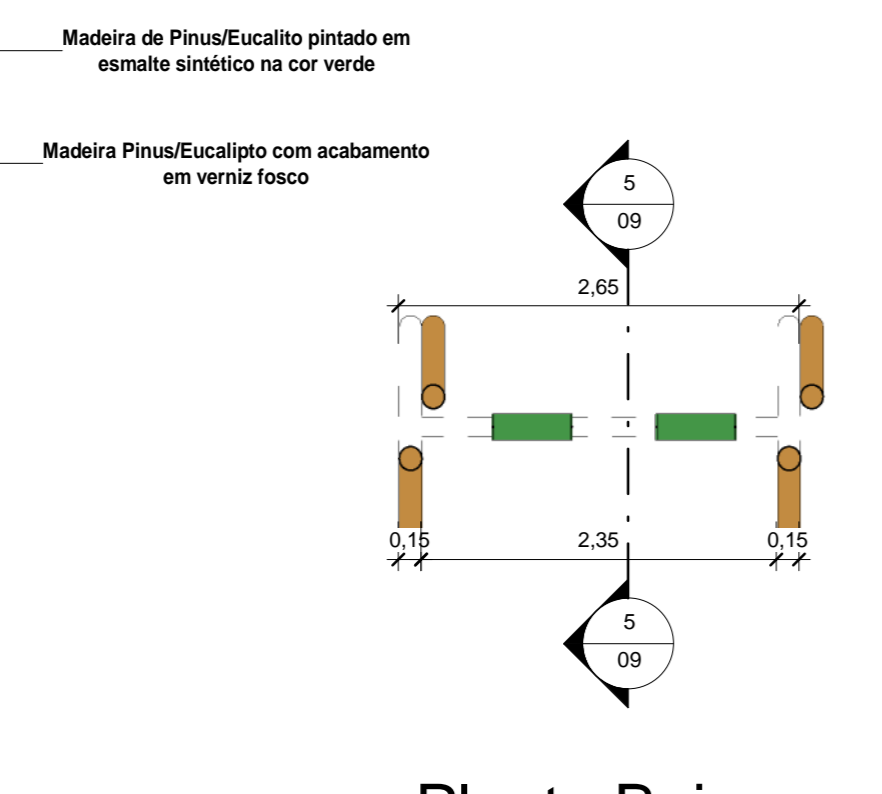 Madeira de Pinus/Eucalito pintado em
esmalte sintético na cor verde
Madeira Pinus/Eucalipto com acabamento
em verniz fosco
5
09
2,65
0,15
2,35
0,15
5
09